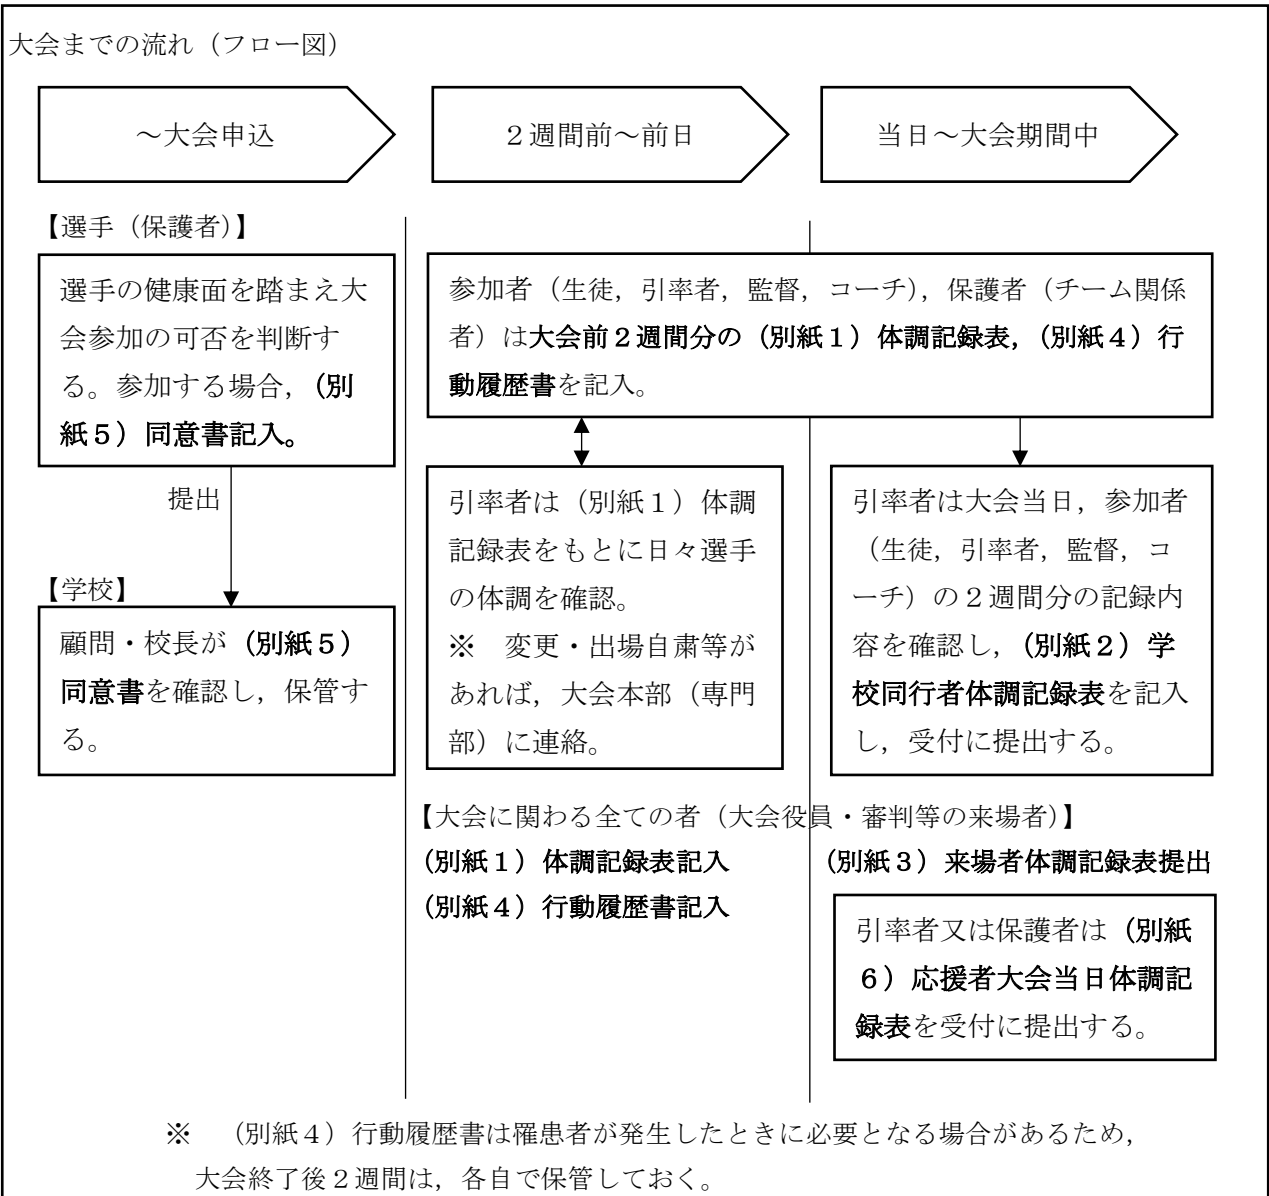 大会までの流れ（フロー図）
～大会申込
２週間前～前日
当日～大会期間中
【選手（保護者）】
選手の健康面を踏まえ大
会参加の可否を判断す
る。参加する場合，（別
紙５）同意書記入。
提出
【学校】
顧問・校長が（別紙５）
同意書を確認し，保管す
る。
参加者（生徒，引率者，監督，コーチ），保護者（チーム関係
者）は大会前２週間分の（別紙１）体調記録表，（別紙４）行
動履歴書を記入。
引率者は（別紙１）体調
記録表をもとに日々選手
の体調を確認。
※　変更・出場自粛等が
あれば，大会本部（専門
部）に連絡。
引率者は大会当日，参加者
（生徒，引率者，監督，コ
ーチ）の２週間分の記録内
容を確認し，（別紙２）学
校同行者体調記録表を記入
し，受付に提出する。
【大会に関わる全ての者（大会役員・審判等の来場者）】
（別紙１）体調記録表記入
（別紙４）行動履歴書記入
（別紙３）来場者体調記録表提出
引率者又は保護者は（別紙
６）応援者大会当日体調記
録表を受付に提出する。
※　（別紙４）行動履歴書は罹患者が発生したときに必要となる場合があるため，
大会終了後２週間は，各自で保管しておく。